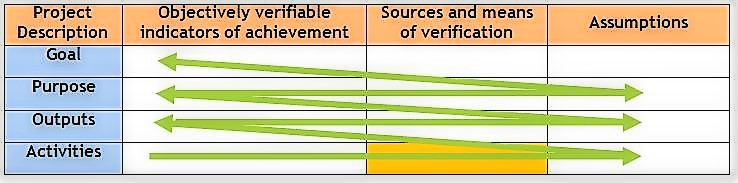 Project
Description
Objectively verifiable
indicators of achievement
Sources and means
of verification
Assumptions
Goal
Purpose
Outputs
Activities